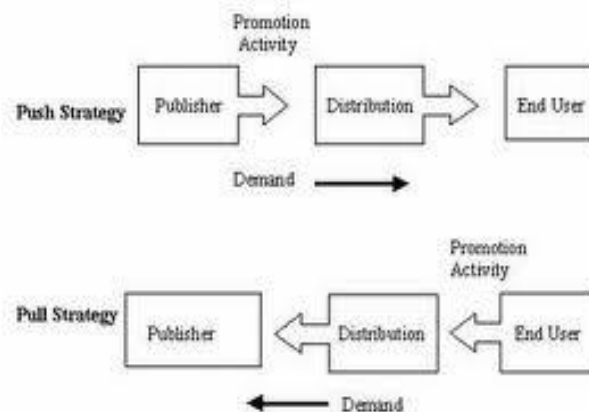 Promotion
Activity
Push Strategy
Publisher
Distribution
End User
Demand
Promotion
Activity
Pull Strategy
Publisher
Distribution
End User
Demand